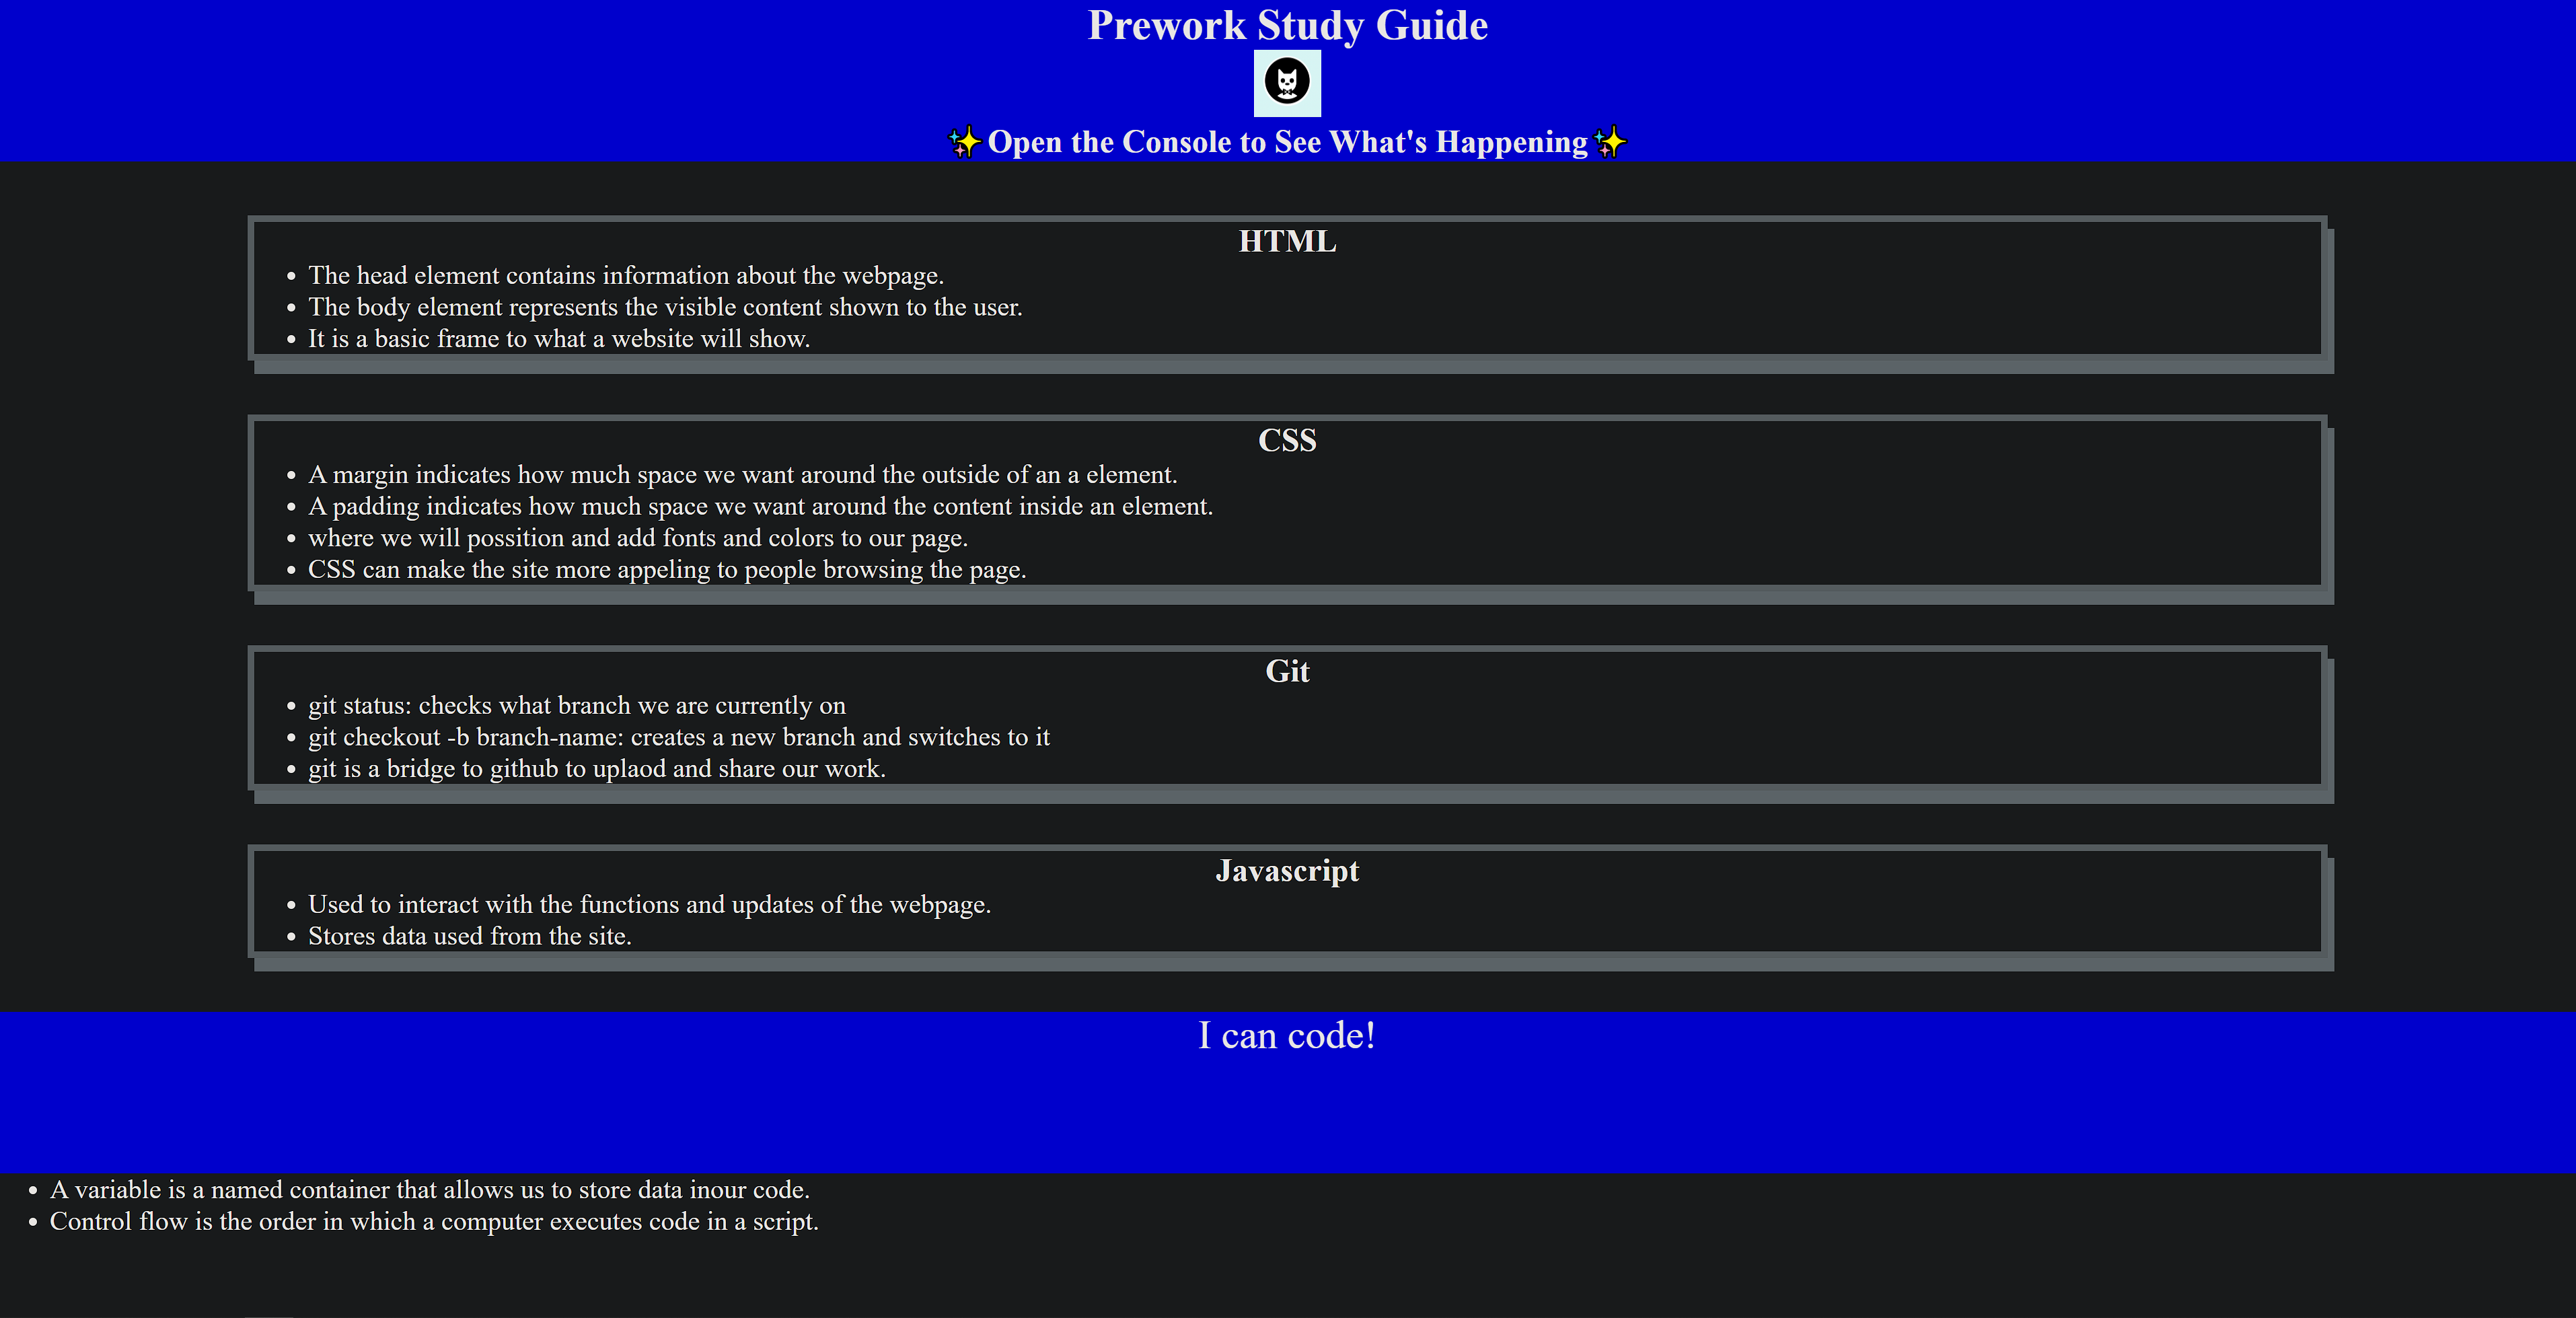 Prework Study Guide
✨Open the Console to See What's Happening✨
HTML
• The head element contains information about the webpage.
• The body element represents the visible content shown to the user.
• It is a basic frame to what a website will show.
CSS
• A margin indicates how much space we want around the outside of an a element.
• A padding indicates how much space we want around the content inside an element.
• where we will possition and add fonts and colors to our page.
• CSS can make the site more appeling to people browsing the page.
Git
• git status: checks what branch we are currently on
• git checkout -b branch-name: creates a new branch and switches to it
• git is a bridge to github to uplaod and share our work.
Javascript
• Used to interact with the functions and updates of the webpage.
• Stores data used from the site.
I can code!
• A variable is a named container that allows us to store data inour code.
• Control flow is the order in which a computer executes code in a script.